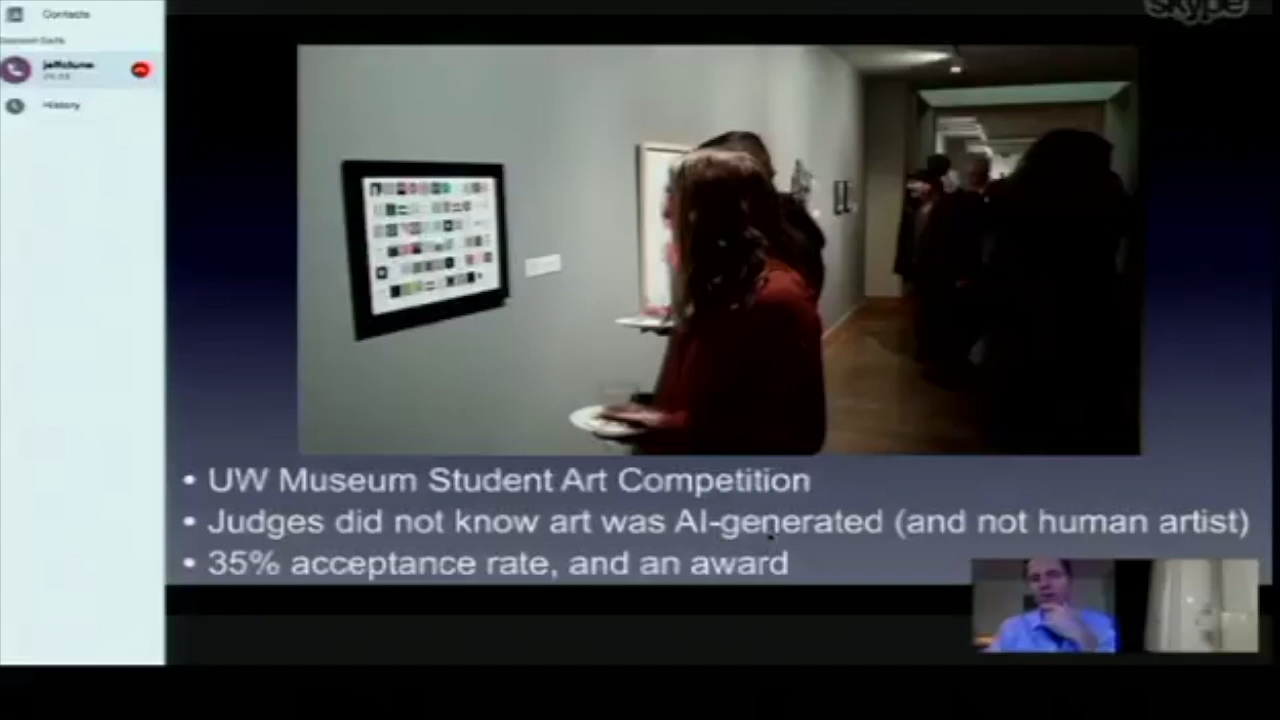 Contacts
skype
jeffclune
History
• UW Museum Student Art Competition
• Judges did not know art was AI-generated (and not human artist)
• 35% acceptance rate, and an award